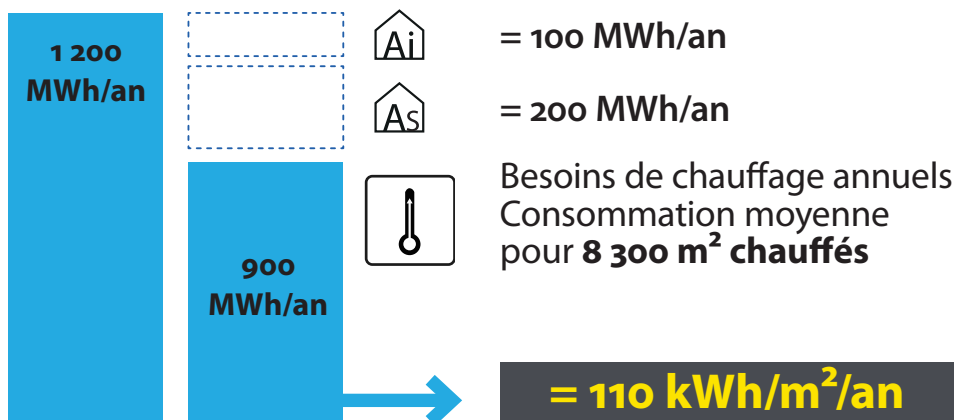 1 200
MWh/an
Ai
= 100 MWh/an
As
= 200 MWh/an
900
MWh/an
Besoins de chauffage annuels
Consommation moyenne
pour 8 300 m² chauffés
= 110 kWh/m²/an